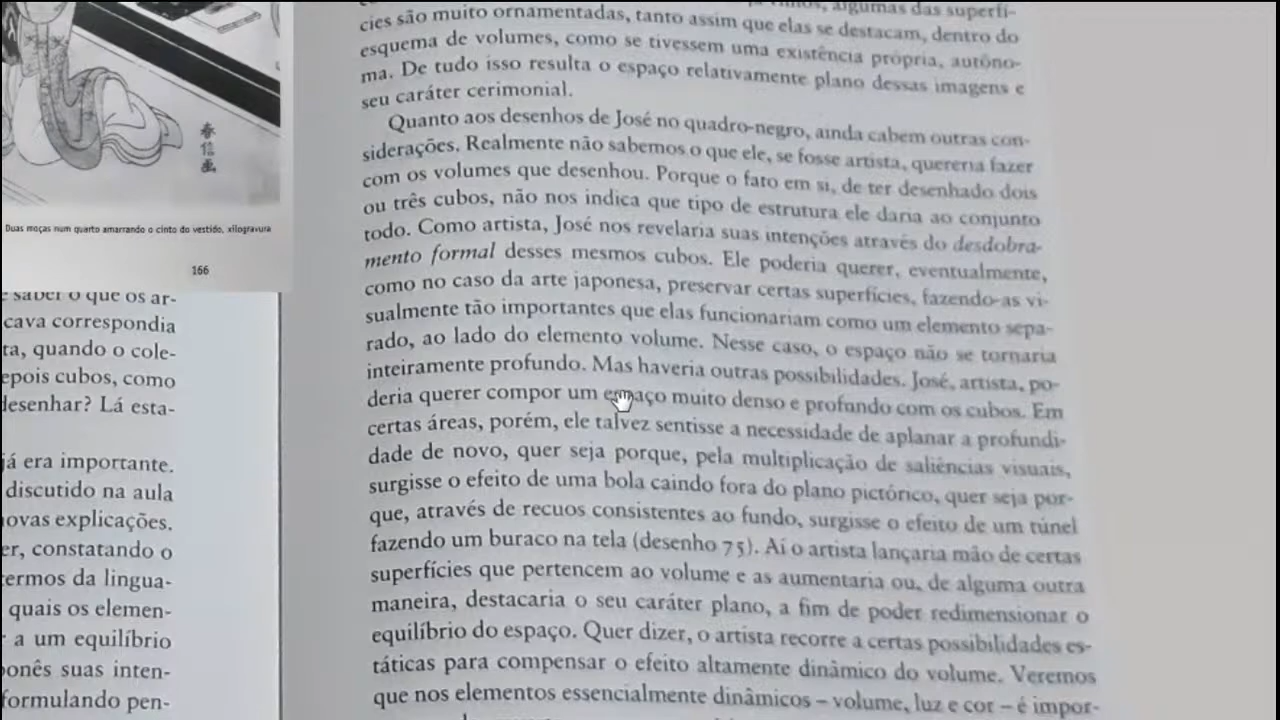 春信画
Duas moças num quarto amarrando o cinto do vestido, xilogravura
166
saber o que os ar-
cava correspondia
ta, quando o cole-
epois cubos, como
desenhar? Lá esta-
já era importante.
discutido na aula
novas explicações.
er, constatando o
termos da lingua-
quais os elemen-
r a um equilíbrio
ponês suas inten-
formulando pen-
algumas das superfí-
cies são muito ornamentadas, tanto assim que elas se destacam, dentro do
esquema de volumes, como se tivessem uma existência própria, autôno-
ma. De tudo isso resulta o espaço relativamente plano dessas imagens e
seu caráter cerimonial.
Quanto aos desenhos de José no quadro-negro, ainda cabem outras con-
siderações. Realmente não sabemos o que ele, se fosse artista, quereria fazer
com os volumes que desenhou. Porque o fato em si, de ter desenhado dois
ou três cubos, não nos indica que tipo de estrutura ele daria ao conjunto
todo. Como artista, José nos revelaria suas intenções através do desdobra-
mento formal desses mesmos cubos. Ele poderia querer, eventualmente,
como no caso da arte japonesa, preservar certas superfícies, fazendo-as vi-
sualmente tão importantes que elas funcionariam como um elemento sepa-
rado, ao lado do elemento volume. Nesse caso, o espaço não se tornaria
inteiramente profundo. Mas haveria outras possibilidades. José, artista, po-
deria querer compor um espaço muito denso e profundo com os cubos. Em
certas áreas, porém, ele talvez sentisse a necessidade de aplanar a profundi-
dade de novo, quer seja porque, pela multiplicação de saliências visuais,
surgisse o efeito de uma bola caindo fora do plano pictórico, quer seja por-
que, através de recuos consistentes ao fundo, surgisse o efeito de um túnel
fazendo um buraco na tela (desenho 75). Aí o artista lançaria mão de certas
superfícies que pertencem ao volume e as aumentaria ou, de alguma outra
maneira, destacaria o seu caráter plano, a fim de poder redimensionar o
equilíbrio do espaço. Quer dizer, o artista recorre a certas possibilidades es-
táticas para compensar o efeito altamente dinâmico do volume. Veremos
que nos elementos essencialmente dinâmicos – volume, luz e cor – é impor-